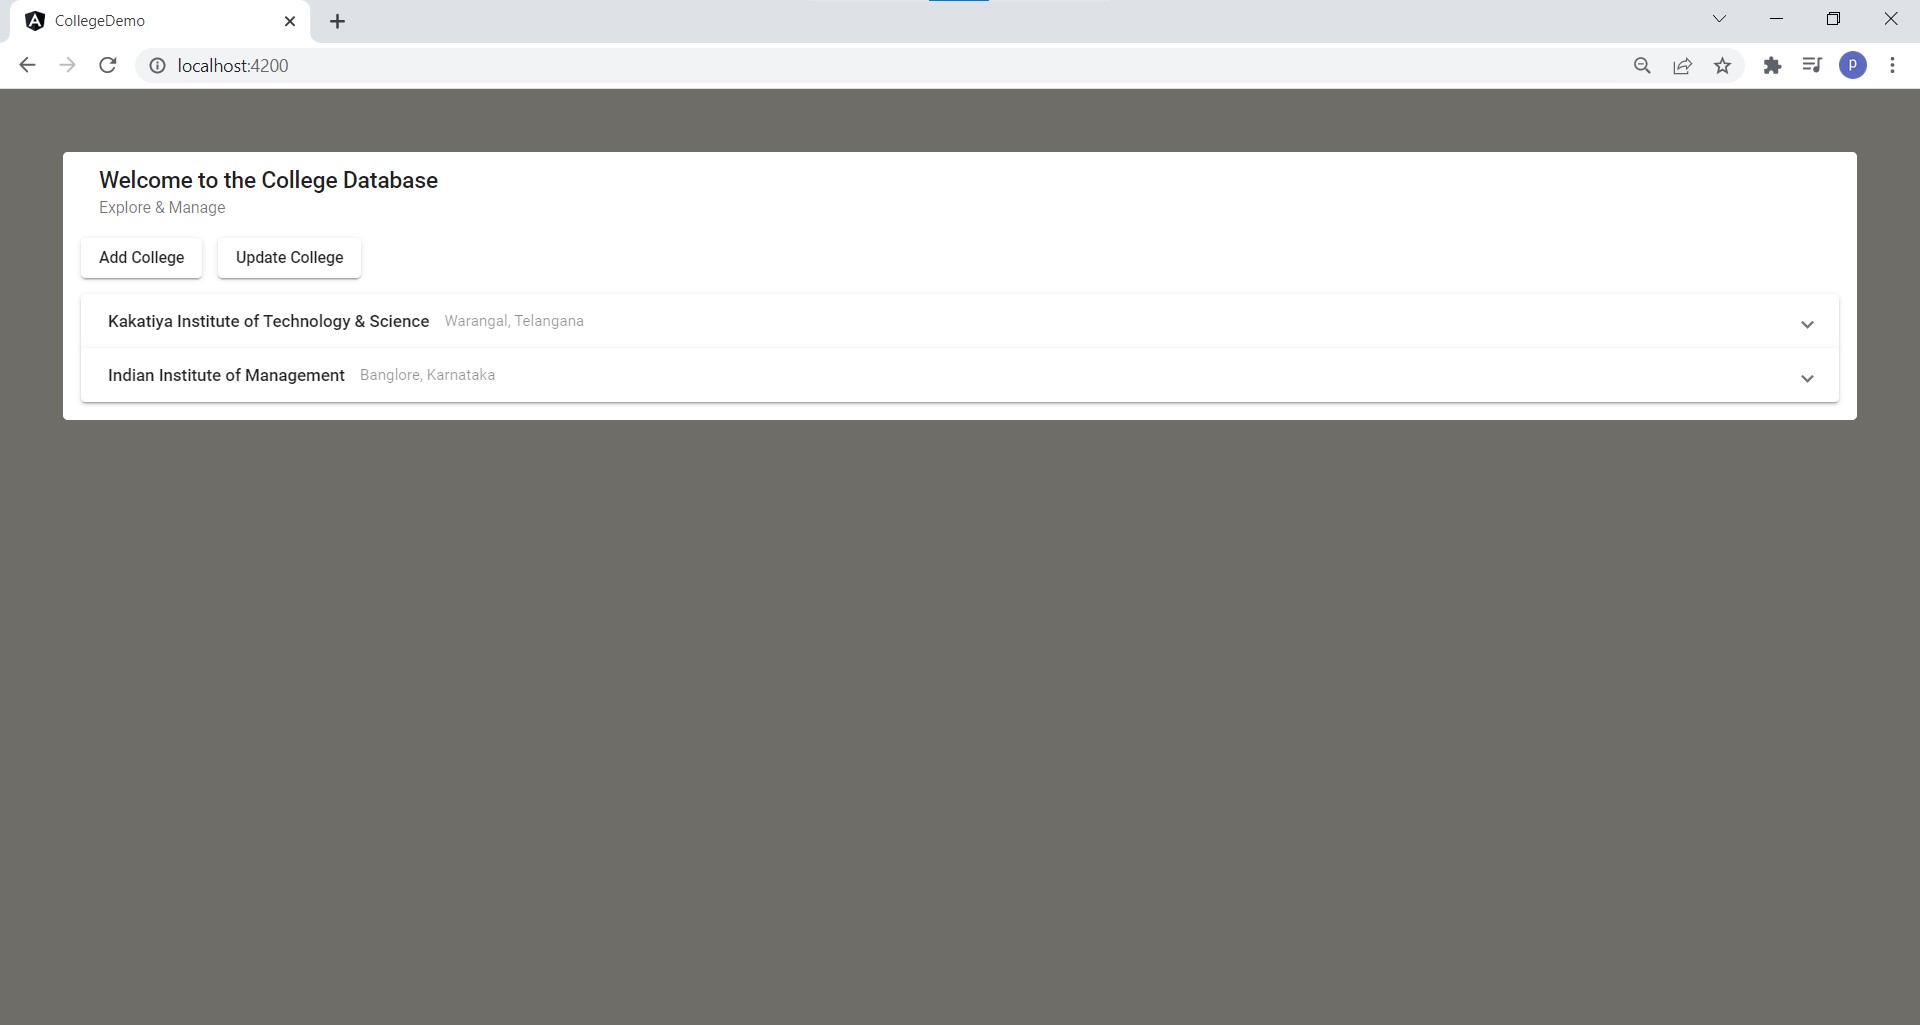 CollegeDemo
localhost:4200
P
Welcome to the College Database
Explore & Manage
Add College Update College
Kakatiya Institute of Technology & Science Warangal, Telangana
Indian Institute of Management Banglore, Karnataka